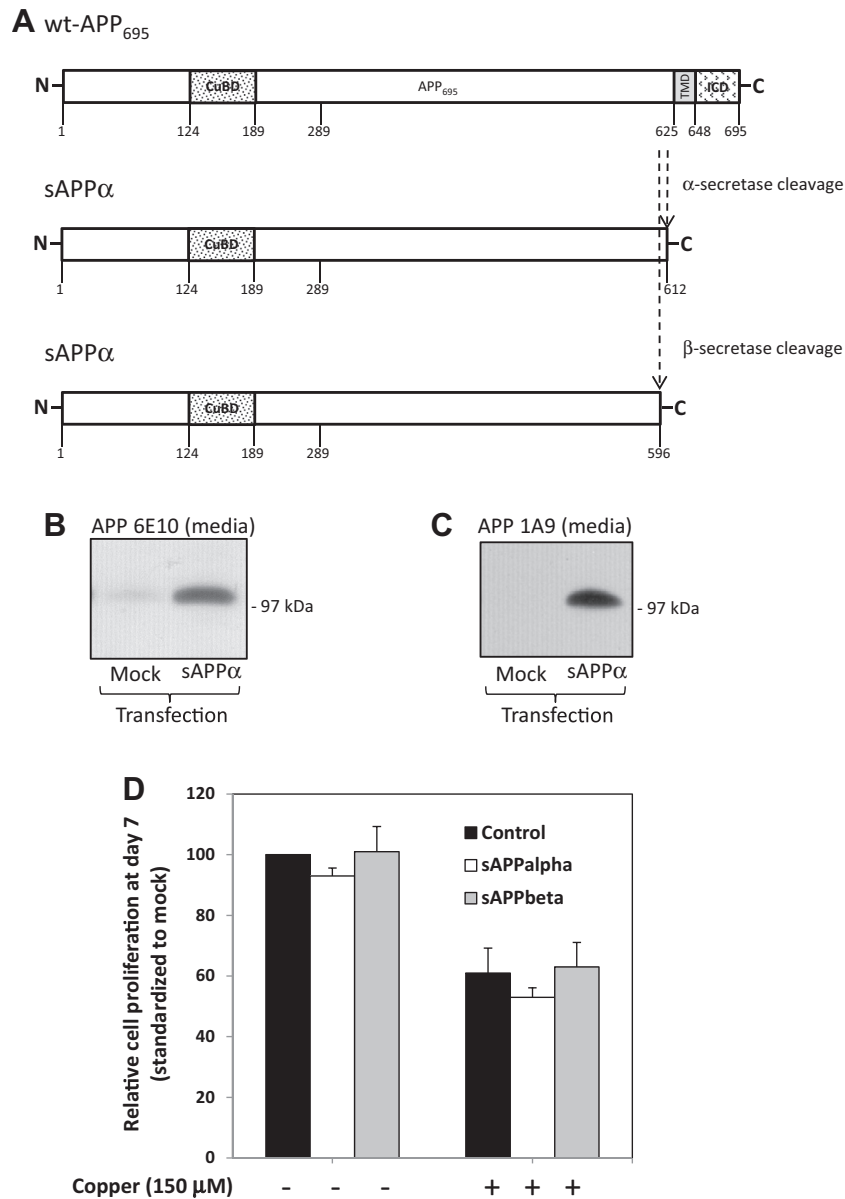 A wt-APP695
N CuBD APP695 TMD ICD C
1 124 189 289 625 648 695
sAPPα
α-secretase cleavage
N CuBD C
1 124 189 289 612
sAPPα
β-secretase cleavage
N CuBD C
1 124 189 289 596
B APP 6E10 (media)
- 97 kDa
Mock sAPPα
Transfection
C APP 1A9 (media)
- 97 kDa
Mock sAPPα
Transfection
D
Relative cell proliferation at day 7
(standardized to mock)
120
100
80
60
40
20
0
Control
sAPPalpha
sAPPbeta
Copper (150 µM) - - - + + +